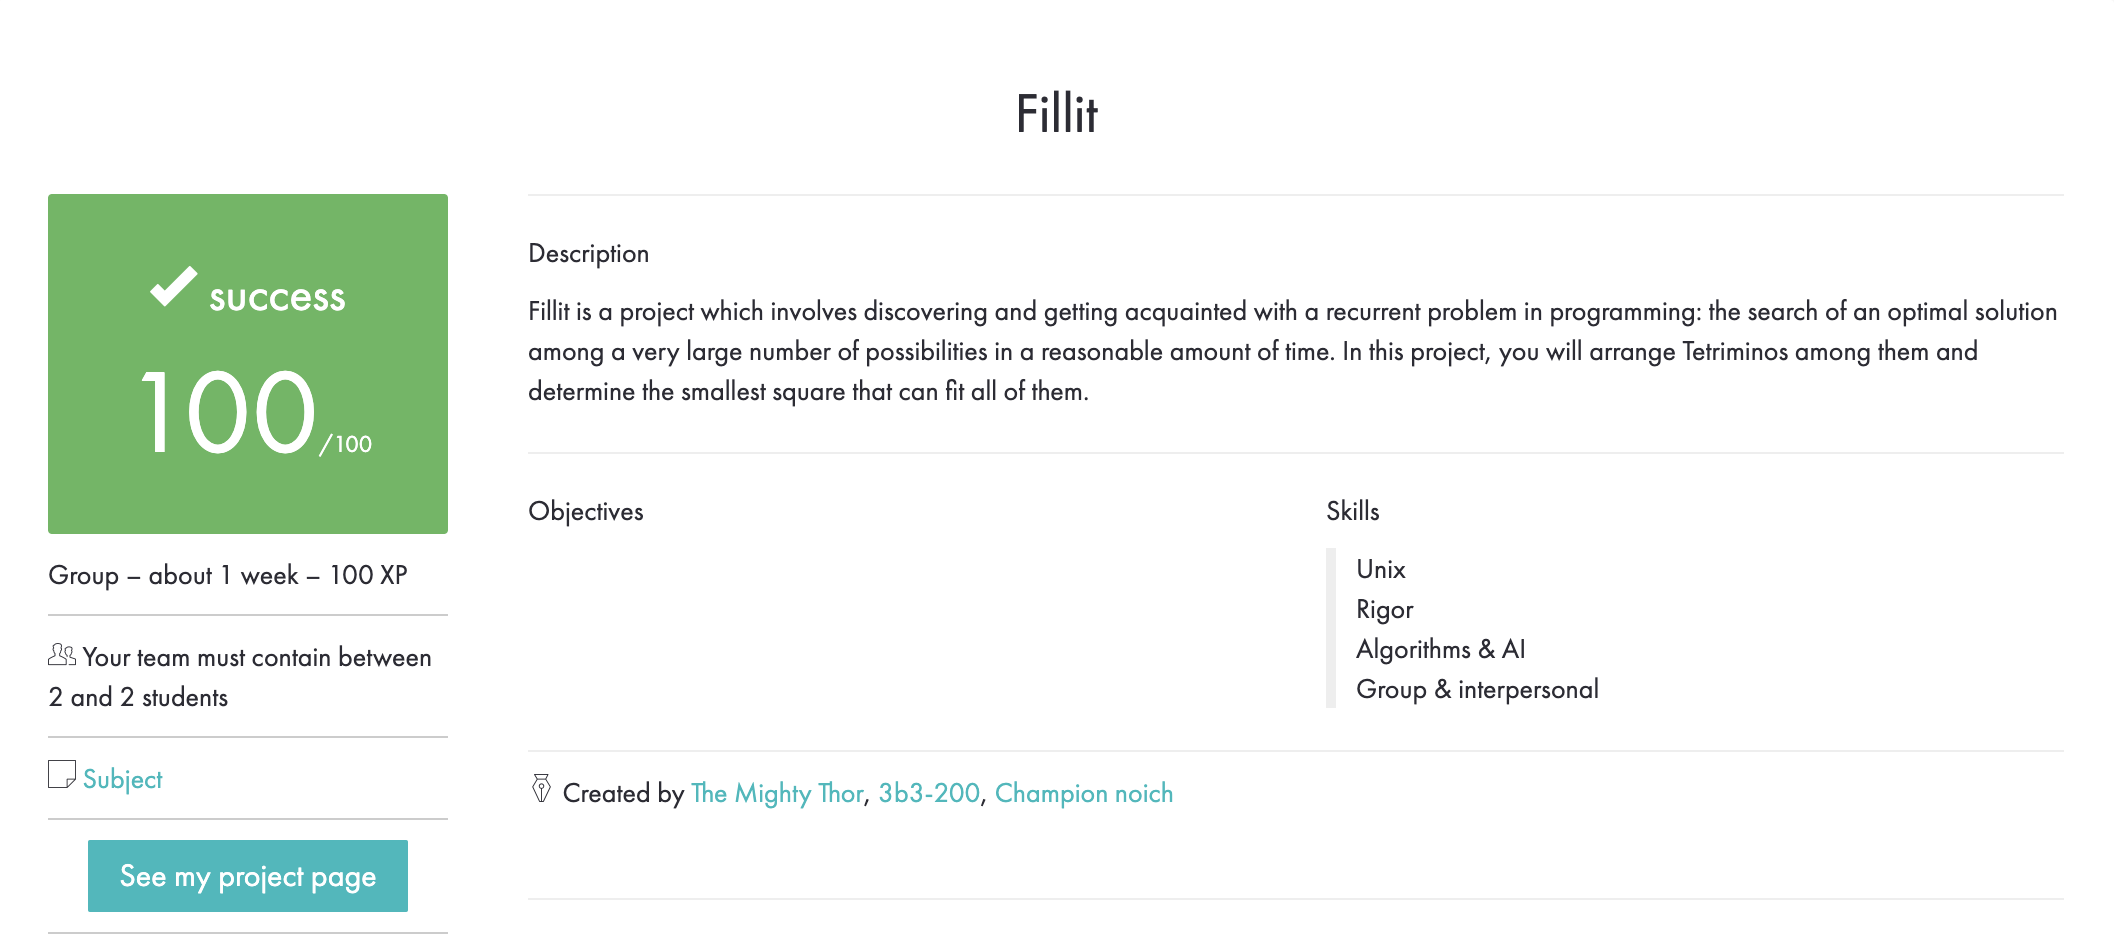 Fillit
success
100/100
Group – about 1 week – 100 XP
Your team must contain between
2 and 2 students
Subject
See my project page
Description
Fillit is a project which involves discovering and getting acquainted with a recurrent problem in programming: the search of an optimal solution
among a very large number of possibilities in a reasonable amount of time. In this project, you will arrange Tetriminos among them and
determine the smallest square that can fit all of them.
Objectives
Skills
Unix
Rigor
Algorithms & AI
Group & interpersonal
Created by The Mighty Thor, 3b3-200, Champion noich